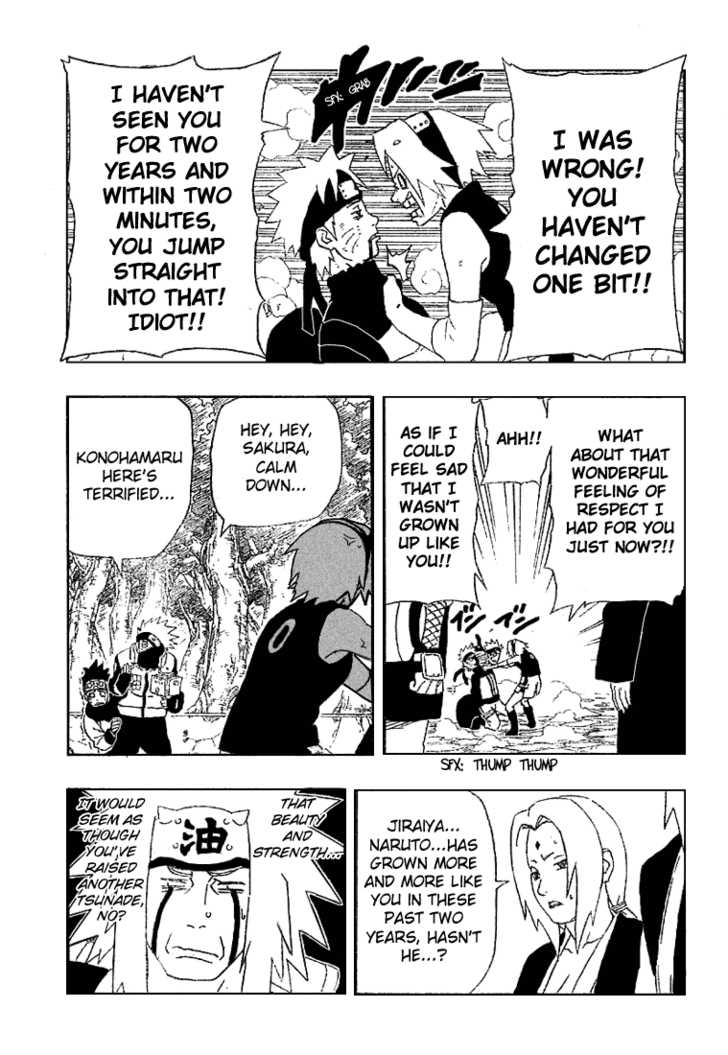 I WAS
WRONG!
YOU
HAVEN'T
CHANGED
ONE BIT!!
ガバッ
SFX: GRAB
I HAVEN'T
SEEN YOU
FOR TWO
YEARS AND
WITHIN TWO
MINUTES,
YOU JUMP
STRAIGHT
INTO THAT!
IDIOT!!
WHAT
ABOUT THAT
WONDERFUL
FEELING OF
RESPECT I
HAD FOR YOU
JUST NOW?!!
AHH!!
AS IF I
COULD
FEEL SAD
THAT I
WASN'T
GROWN
UP LIKE
YOU!!
SFX: THUMP THUMP
HEY, HEY,
SAKURA,
CALM
DOWN...
KONOHAMARU
HERE'S
TERRIFIED...
JIRAIYA...
NARUTO...HAS
GROWN MORE
AND MORE LIKE
YOU IN THESE
PAST TWO
YEARS, HASN'T
HE...?
THAT
BEAUTY
AND
STRENGTH...
油
IT WOULD
SEEM AS
THOUGH
YOU'VE
RAISED
ANOTHER
TSUNADE,
NO?